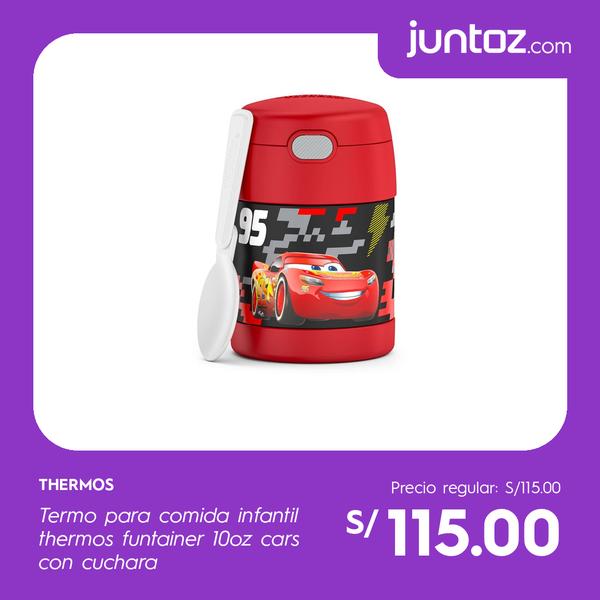 juntoz.com
95
THERMOS
Precio regular: S/115.00
Termo para comida infantil
thermos funtainer 10oz cars
con cuchara
S/ 115.00